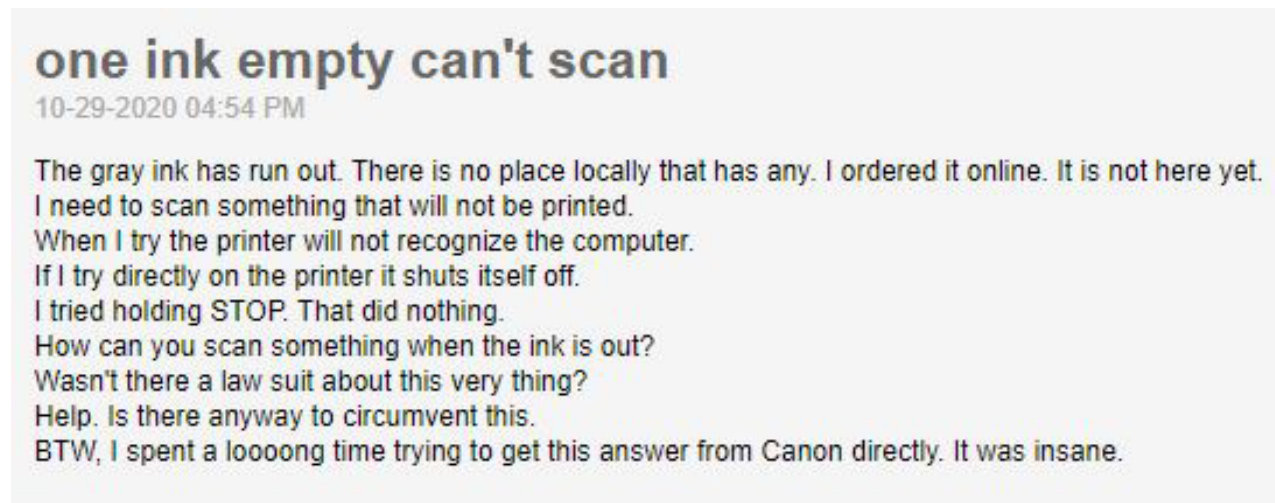 one ink empty can't scan
10-29-2020 04:54 PM
The gray ink has run out. There is no place locally that has any. I ordered it online. It is not here yet.
I need to scan something that will not be printed.
When I try the printer will not recognize the computer.
If I try directly on the printer it shuts itself off.
I tried holding STOP. That did nothing.
How can you scan something when the ink is out?
Wasn't there a law suit about this very thing?
Help. Is there anyway to circumvent this.
BTW, I spent a loooong time trying to get this answer from Canon directly. It was insane.